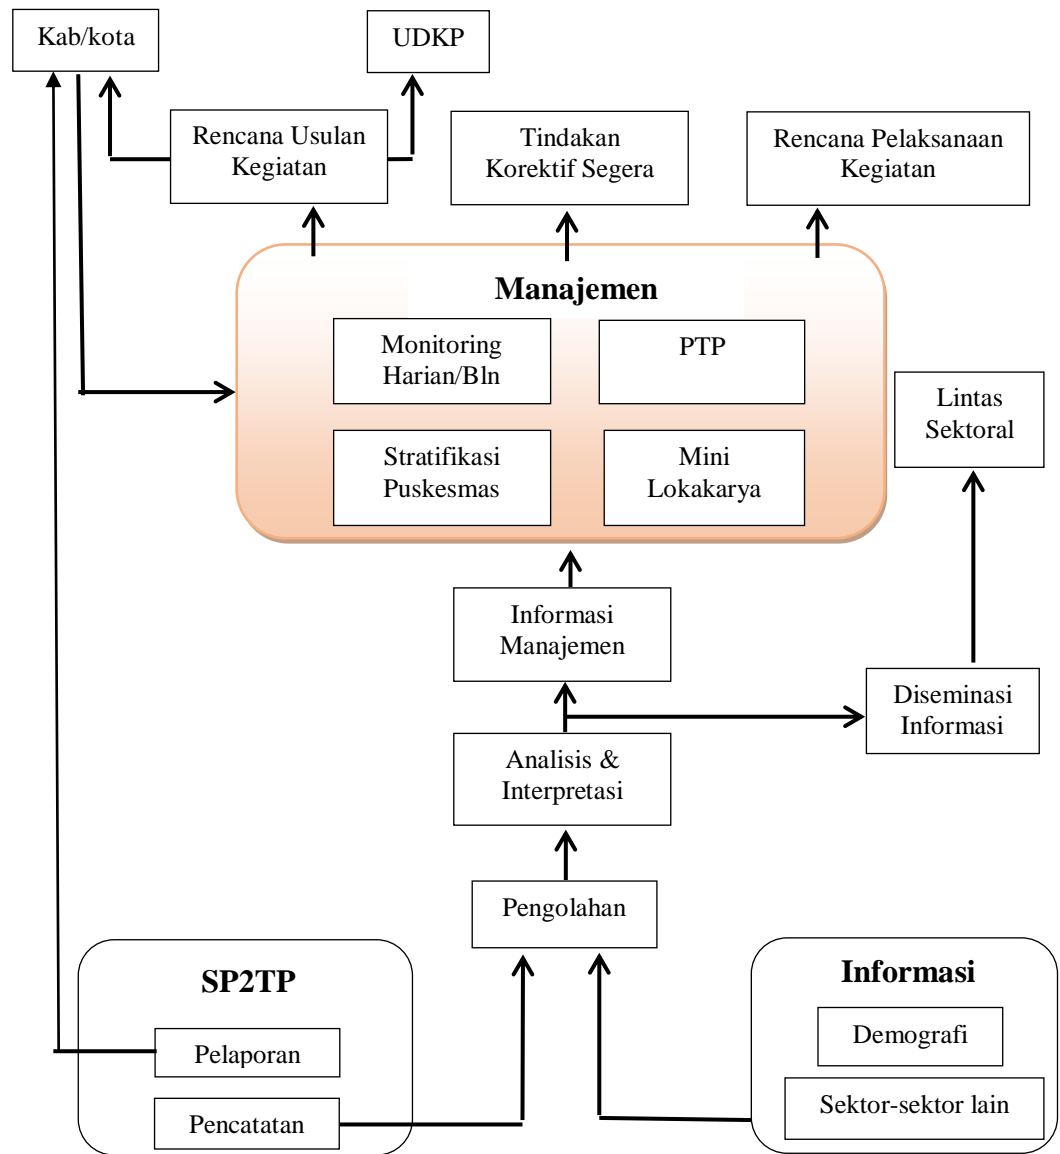 Kab/kota
UDKP
Rencana Usulan
Kegiatan
Tindakan
Korektif Segera
Rencana Pelaksanaan
Kegiatan
Manajemen
Monitoring
Harian/Bln
PTP
Stratifikasi
Puskesmas
Mini
Lokakarya
Lintas
Sektoral
Informasi
Manajemen
Diseminasi
Informasi
Analisis &
Interpretasi
Pengolahan
SP2TP
Pelaporan
Pencatatan
Informasi
Demografi
Sektor-sektor lain